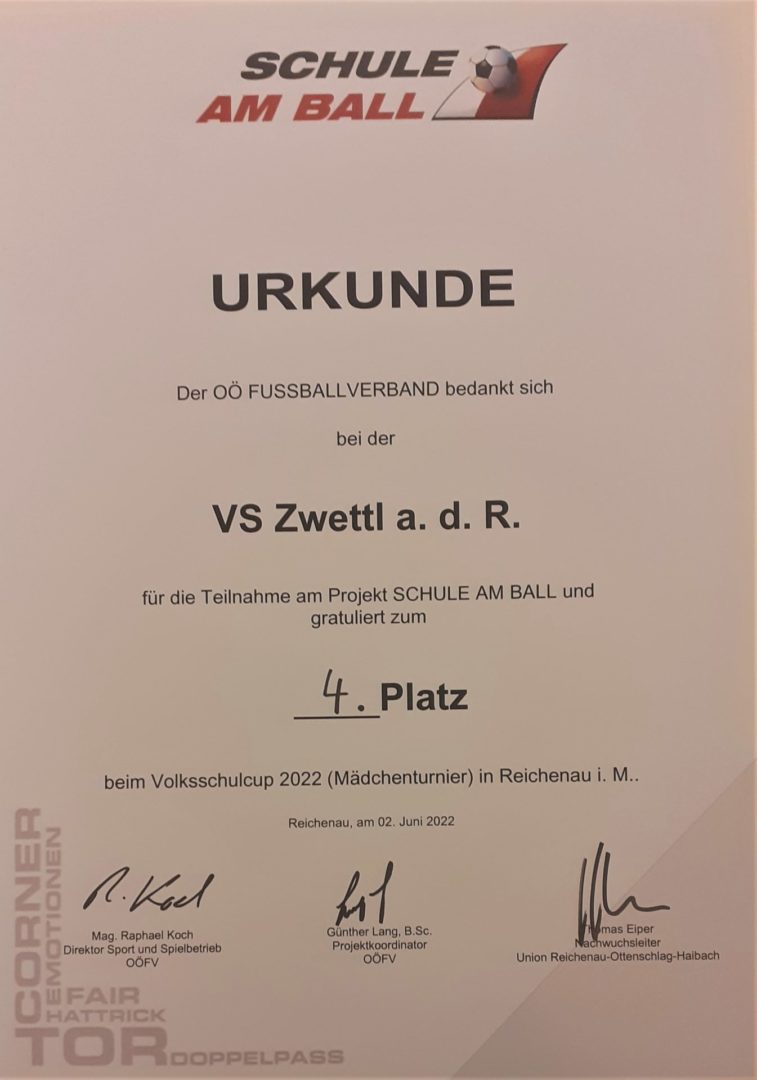 SCHULE
AM BALL
URKUNDE
Der OÖ FUSSBALLVERBAND bedankt sich
bei der
VS Zwettl a. d. R.
für die Teilnahme am Projekt SCHULE AM BALL und
gratuliert zum
4. Platz
beim Volksschulcup 2022 (Mädchenturnier) in Reichenau i. M..
Reichenau, am 02. Juni 2022
R. Koch
Mag. Raphael Koch
Direktor Sport und Spielbetrieb
OÖFV
Günther Lang, B.Sc.
Projektkoordinator
OÖFV
Thomas Eiper
Nachwuchsleiter
Union Reichenau-Ottenschlag-Haibach
CORNER
EMOTIONEN
FAIR
HATTRICK
TOR DOPPELPASS